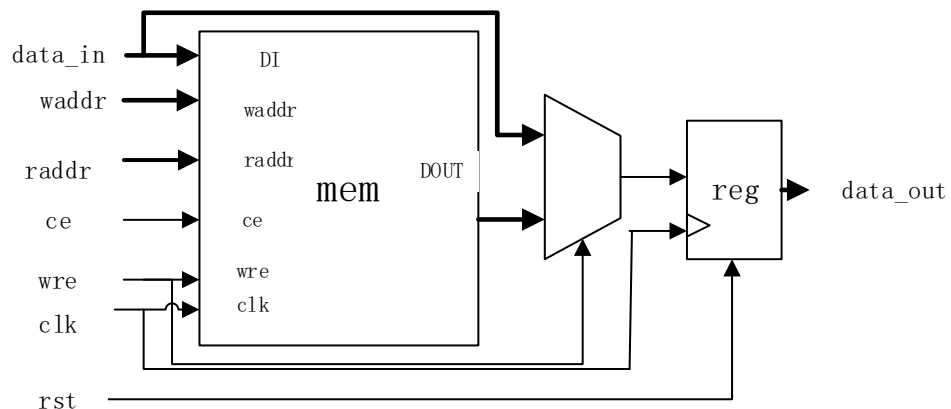 data_in
waddr
raddr
ce
wre
clk
rst
DI
waddr
raddr
ce
wre
clk
mem
DOUT
reg
data_out